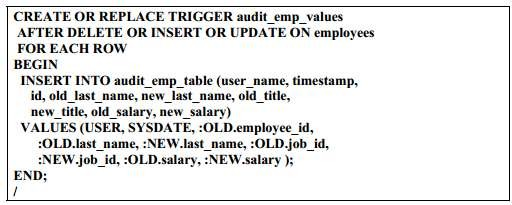 CREATE OR REPLACE TRIGGER audit_emp_values
AFTER DELETE OR INSERT OR UPDATE ON employees
FOR EACH ROW
BEGIN
INSERT INTO audit_emp_table (user_name, timestamp,
id, old_last_name, new_last_name, old_title,
new_title, old_salary, new_salary)
VALUES (USER, SYSDATE, :OLD.employee_id,
:OLD.last_name, :NEW.last_name, :OLD.job_id,
:NEW.job_id, :OLD.salary, :NEW.salary );
END;
/